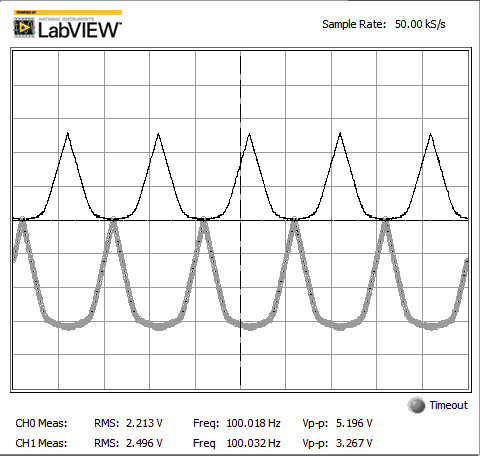 POWERED BY
NATIONAL INSTRUMENTS
LabVIEW™
Sample Rate: 50.00 kS/s
Timeout
CH0 Meas: RMS: 2.213 V Freq: 100.018 Hz Vp-p: 5.196 V
CH1 Meas: RMS: 2.496 V Freq 100.032 Hz Vp-p: 3.267 V